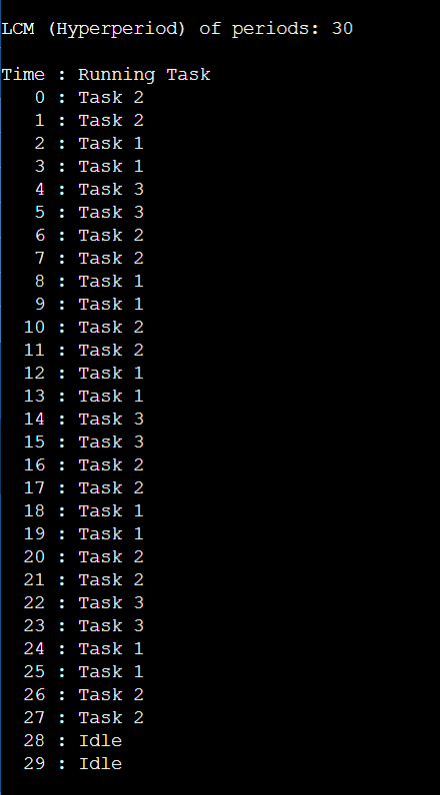 LCM (Hyperperiod) of periods: 30
Time : Running Task
0 : Task 2
1 : Task 2
2 : Task 1
3 : Task 1
4 : Task 3
5 : Task 3
6 : Task 2
7 : Task 2
8 : Task 1
9 : Task 1
10 : Task 2
11 : Task 2
12 : Task 1
13 : Task 1
14 : Task 3
15 : Task 3
16 : Task 2
17 : Task 2
18 : Task 1
19 : Task 1
20 : Task 2
21 : Task 2
22 : Task 3
23 : Task 3
24 : Task 1
25 : Task 1
26 : Task 2
27 : Task 2
28 : Idle
29 : Idle